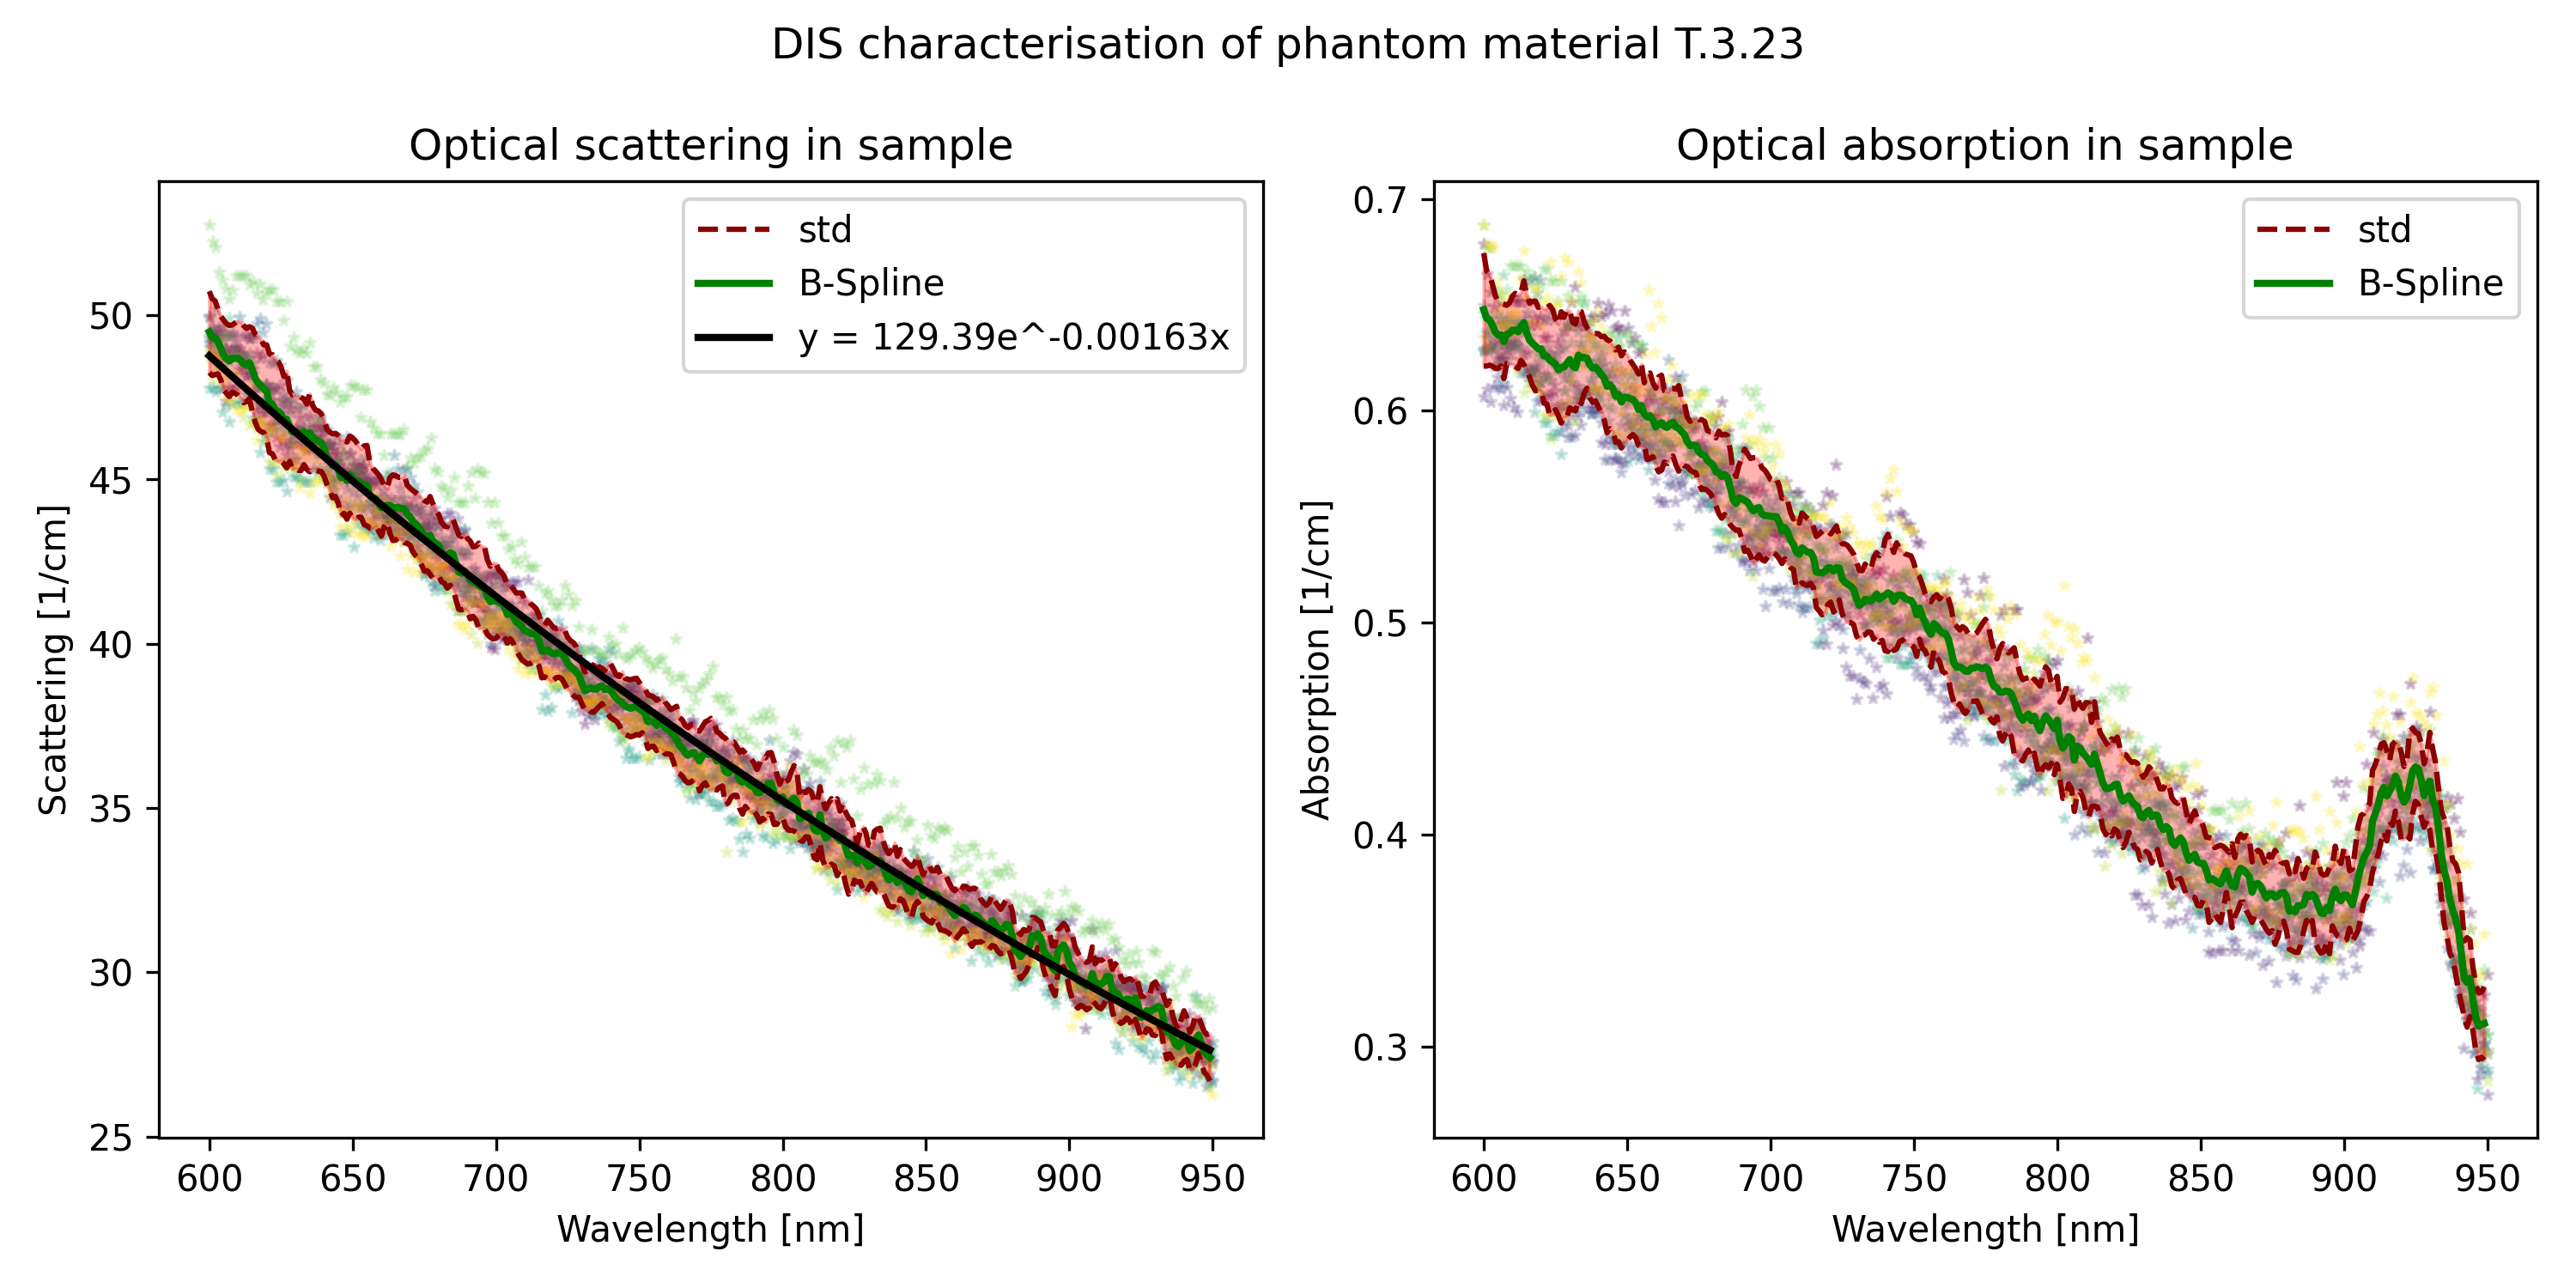 DIS characterisation of phantom material T.3.23
Optical scattering in sample
std
B-Spline
y = 129.39e^-0.00163x
50
45
40
35
30
25
Scattering [1/cm]
600 650 700 750 800 850 900 950
Wavelength [nm]
Optical absorption in sample
std
B-Spline
0.7
0.6
0.5
0.4
0.3
Absorption [1/cm]
600 650 700 750 800 850 900 950
Wavelength [nm]